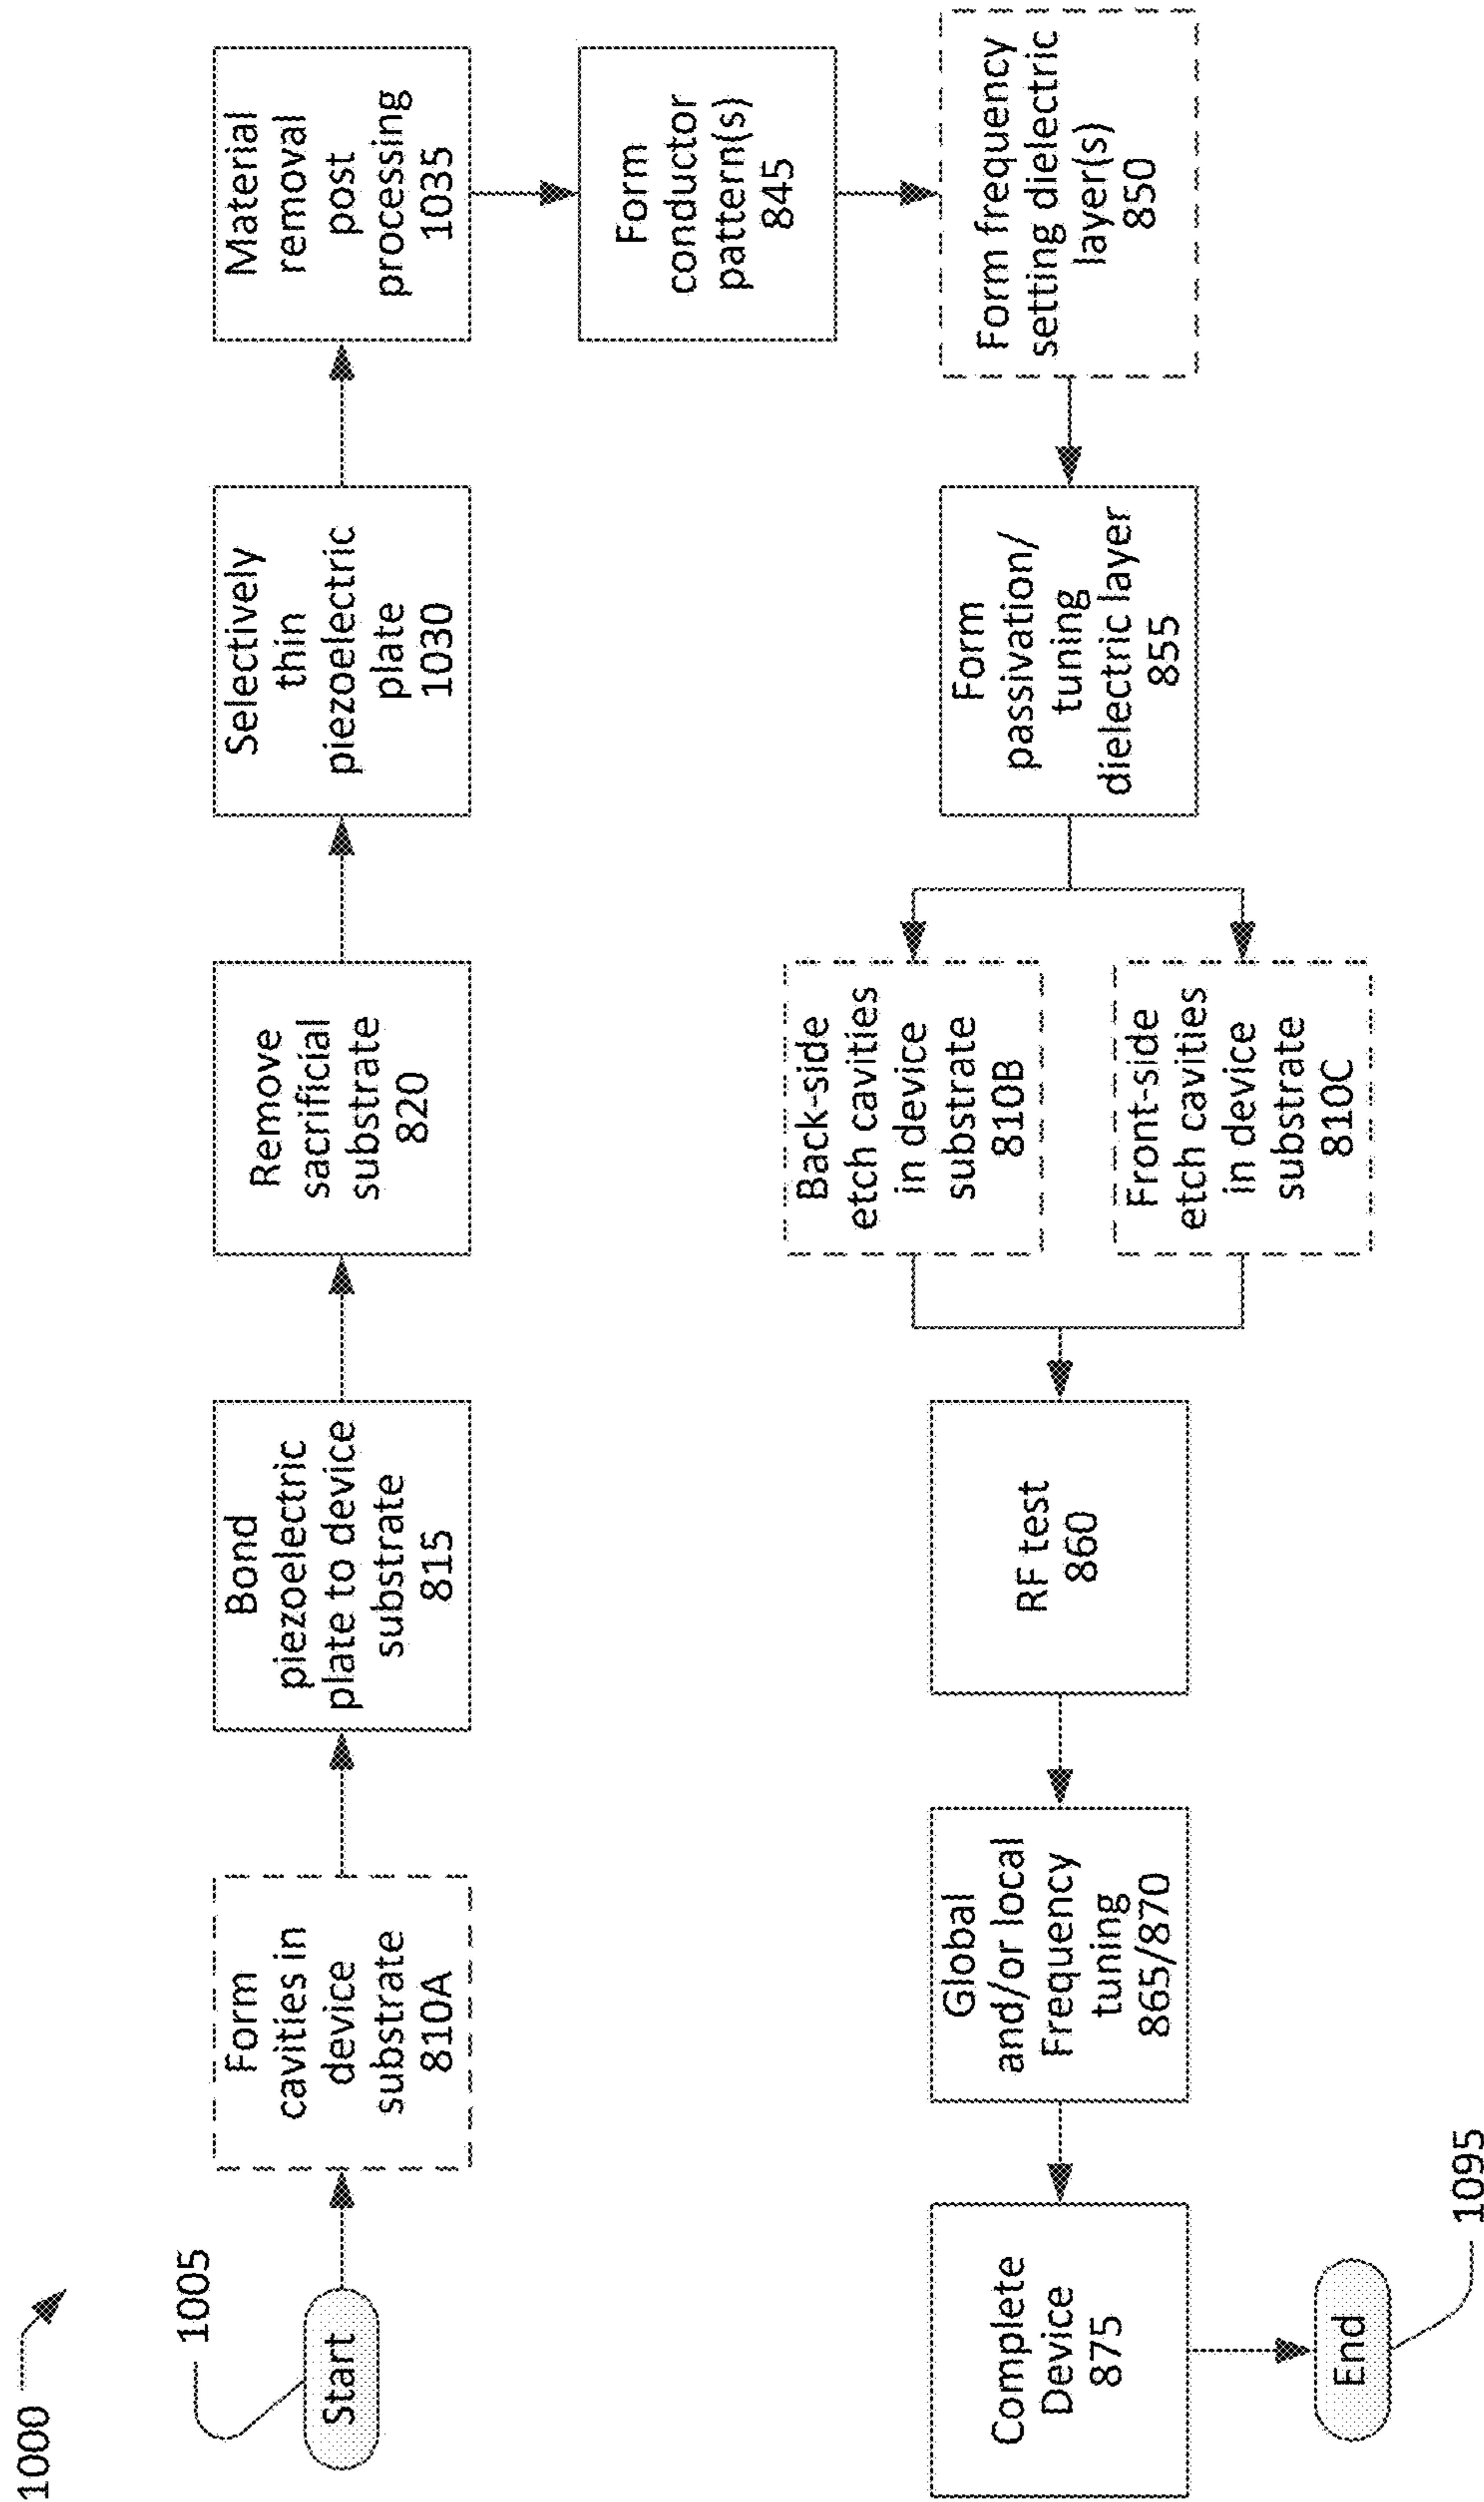 1000
1005
Start
Form
cavities in
device
substrate
810A
Bond
piezoelectric
plate to device
substrate
815
Remove
sacrificial
substrate
820
Selectively
thin
piezoelectric
plate
1030
Material
removal
post
processing
1035
Form
conductor
pattern(s)
845
Form frequency
setting dielectric
layer(s)
850
Form
passivation/
tuning
dielectric layer
855
Back-side
etch cavities
in device
substrate
810B
Front-side
etch cavities
in device
substrate
810C
RF test
860
Global
and/or local
Frequency
tuning
865/870
Complete
Device
875
End
1095